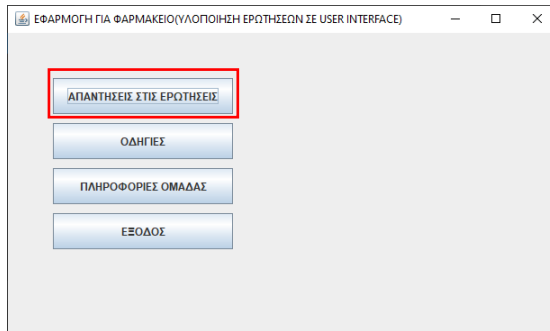 ΕΦΑΡΜΟΓΗ ΓΙΑ ΦΑΡΜΑΚΕΙΟ(ΥΛΟΠΟΙΗΣΗ ΕΡΩΤΗΣΕΩΝ ΣΕ USER INTERFACE)
ΑΠΑΝΤΗΣΕΙΣ ΣΤΙΣ ΕΡΩΤΗΣΕΙΣ
ΟΔΗΓΙΕΣ
ΠΛΗΡΟΦΟΡΙΕΣ ΟΜΑΔΑΣ
ΕΞΟΔΟΣ